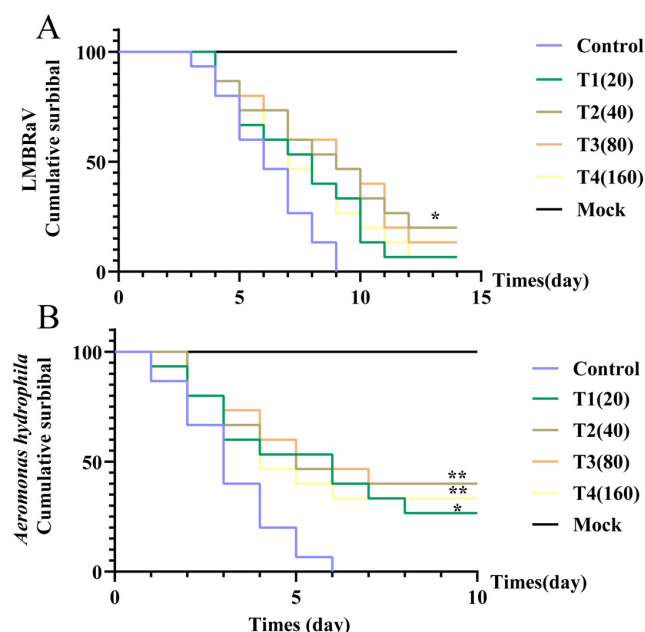 A
LMBRaV
Cumulative surbibal
100
50
0
0
5
10
15
Times(day)
*
Control
T1(20)
T2(40)
T3(80)
T4(160)
Mock
B
Aeromonas hydrophila
Cumulative surbibal
100
50
0
0
5
10
Times(day)
Times (day)
**
**
*
Control
T1(20)
T2(40)
T3(80)
T4(160)
Mock